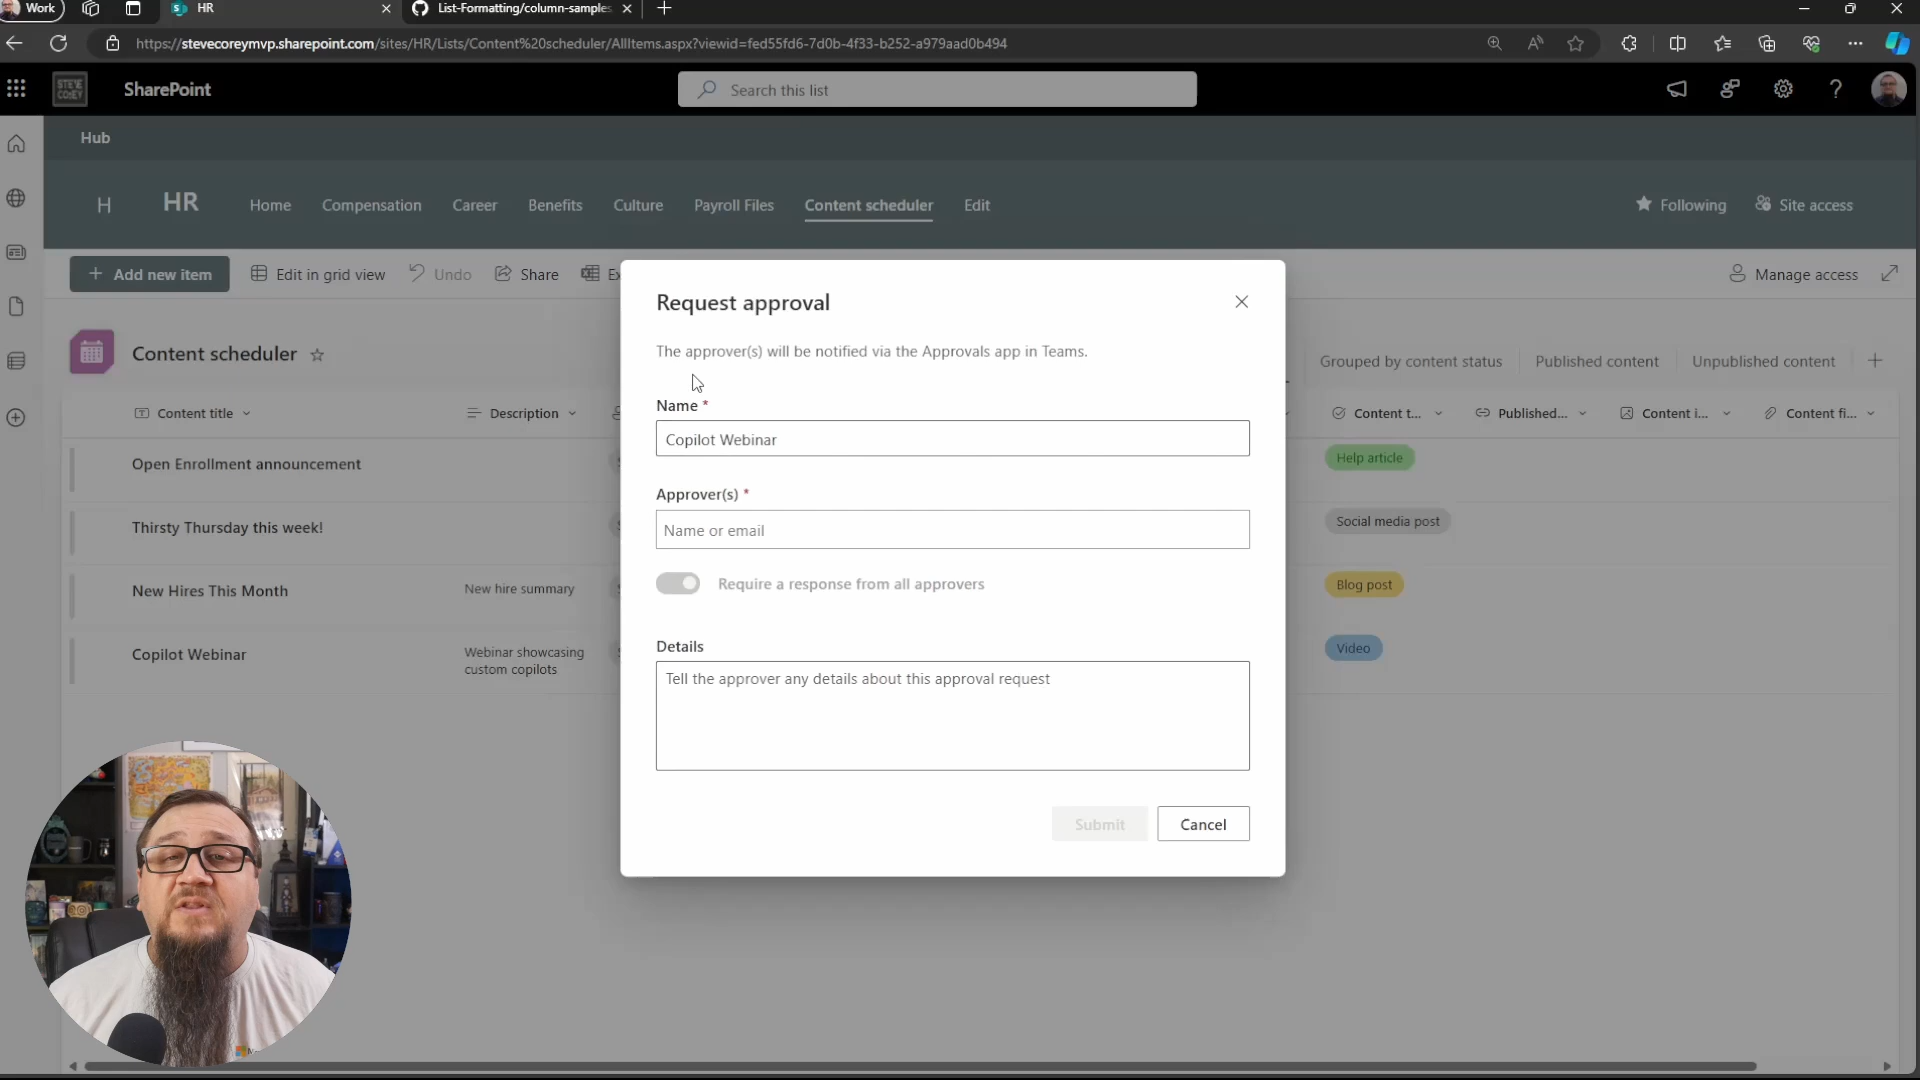 Work
HR
List-Formatting/column-samples
https://stevecoreymvp.sharepoint.com/sites/HR/Lists/Content%20scheduler/AllItems.aspx?viewid=fed55fd6-7d0b-4f33-b252-a979aad0b494
STEVE COREY
SharePoint
Search this list
Hub
H
HR
Home
Compensation
Career
Benefits
Culture
Payroll Files
Content scheduler
Edit
Following
Site access
Add new item
Edit in grid view
Undo
Share
Ex
Manage access
Content scheduler
Grouped by content status
Published content
Unpublished content
Content title
Description
Content t...
Published...
Content i...
Content fi...
Open Enrollment announcement
Help article
Thirsty Thursday this week!
Social media post
New Hires This Month
New hire summary
Blog post
Copilot Webinar
Webinar showcasing
custom copilots
Video
Request approval
The approver(s) will be notified via the Approvals app in Teams.
Name *
Copilot Webinar
Approver(s) *
Name or email
Require a response from all approvers
Details
Tell the approver any details about this approval request
Submit
Cancel